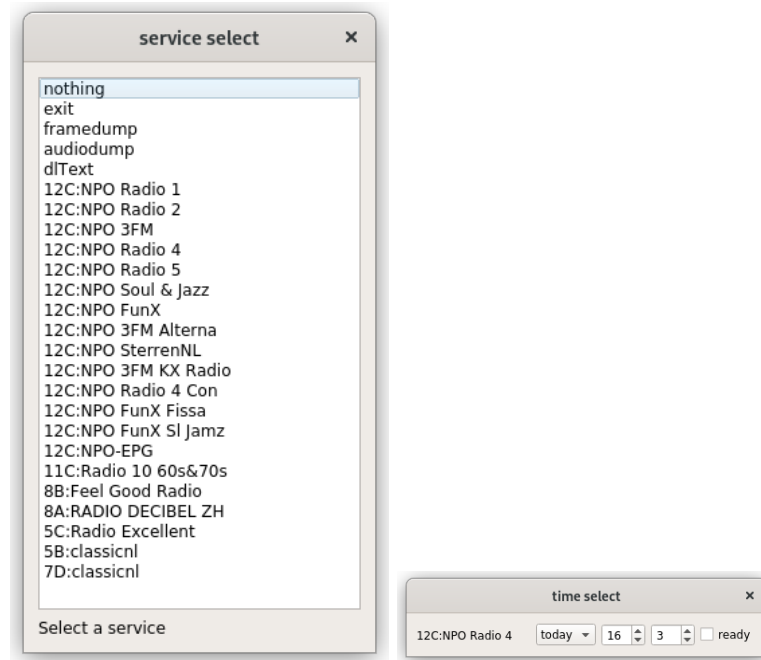 service select
nothing
exit
framedump
audiodump
dlText
12C:NPO Radio 1
12C:NPO Radio 2
12C:NPO 3FM
12C:NPO Radio 4
12C:NPO Radio 5
12C:NPO Soul & Jazz
12C:NPO FunX
12C:NPO 3FM Alterna
12C:NPO SterrenNL
12C:NPO 3FM KX Radio
12C:NPO Radio 4 Con
12C:NPO FunX Fissa
12C:NPO FunX Sl Jamz
12C:NPO-EPG
11C:Radio 10 60s&70s
8B:Feel Good Radio
8A:RADIO DECIBEL ZH
5C:Radio Excellent
5B:classicnl
7D:classicnl
Select a service
time select
12C:NPO Radio 4 today 16 3 ready